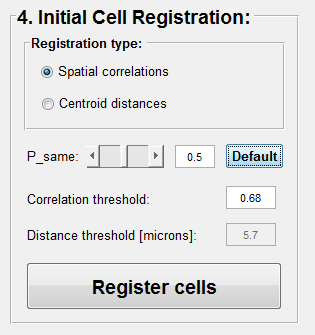 4. Initial Cell Registration:
Registration type:
Spatial correlations
Centroid distances
P_same: 0.5 Default
Correlation threshold: 0.68
Distance threshold [microns]: 5.7
Register cells